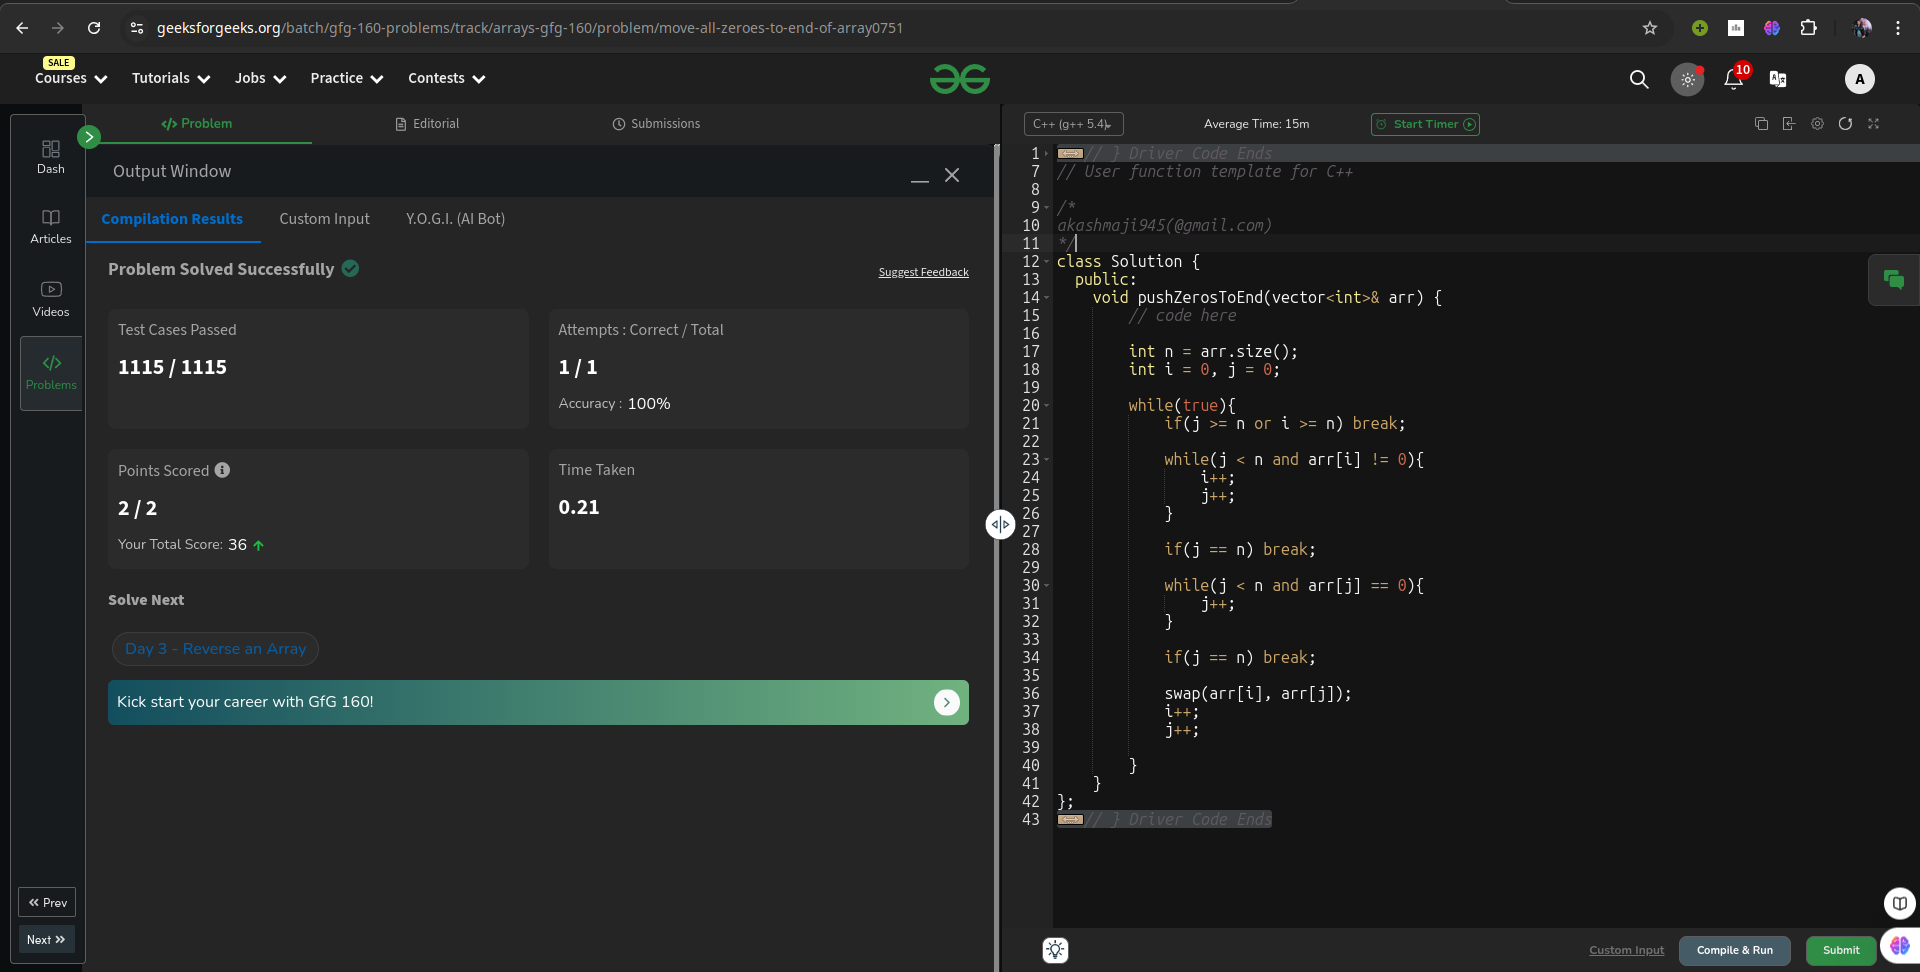 geeksforgeeks.org/batch/gfg-160-problems/track/arrays-gfg-160/problem/move-all-zeroes-to-end-of-array0751
SALE
Courses
Tutorials
Jobs
Practice
Contests
10
A
Dash
Articles
Videos
Problems
« Prev
Next »
</> Problem
Editorial
Submissions
Output Window
Compilation Results
Custom Input
Y.O.G.I. (AI Bot)
Problem Solved Successfully
Suggest Feedback
Test Cases Passed
1115 / 1115
Attempts : Correct / Total
1 / 1
Accuracy : 100%
Points Scored
2 / 2
Your Total Score: 36
Time Taken
0.21
Solve Next
Day 3 - Reverse an Array
Kick start your career with GfG 160!
C++ (g++ 5.4)
Average Time: 15m
Start Timer
1 // } Driver Code Ends
7 // User function template for C++
8
9 /*
10 akashmaji945(@gmail.com)
11 */
12 class Solution {
13 public:
14 void pushZerosToEnd(vector<int>& arr) {
15 // code here
16
17 int n = arr.size();
18 int i = 0, j = 0;
19
20 while(true){
21 if(j >= n or i >= n) break;
22
23 while(j < n and arr[i] != 0){
24 i++;
25 j++;
26 }
27
28 if(j == n) break;
29
30 while(j < n and arr[j] == 0){
31 j++;
32 }
33
34 if(j == n) break;
35
36 swap(arr[i], arr[j]);
37 i++;
38 j++;
39
40 }
41 }
42 };
43 // } Driver Code Ends
Custom Input
Compile & Run
Submit